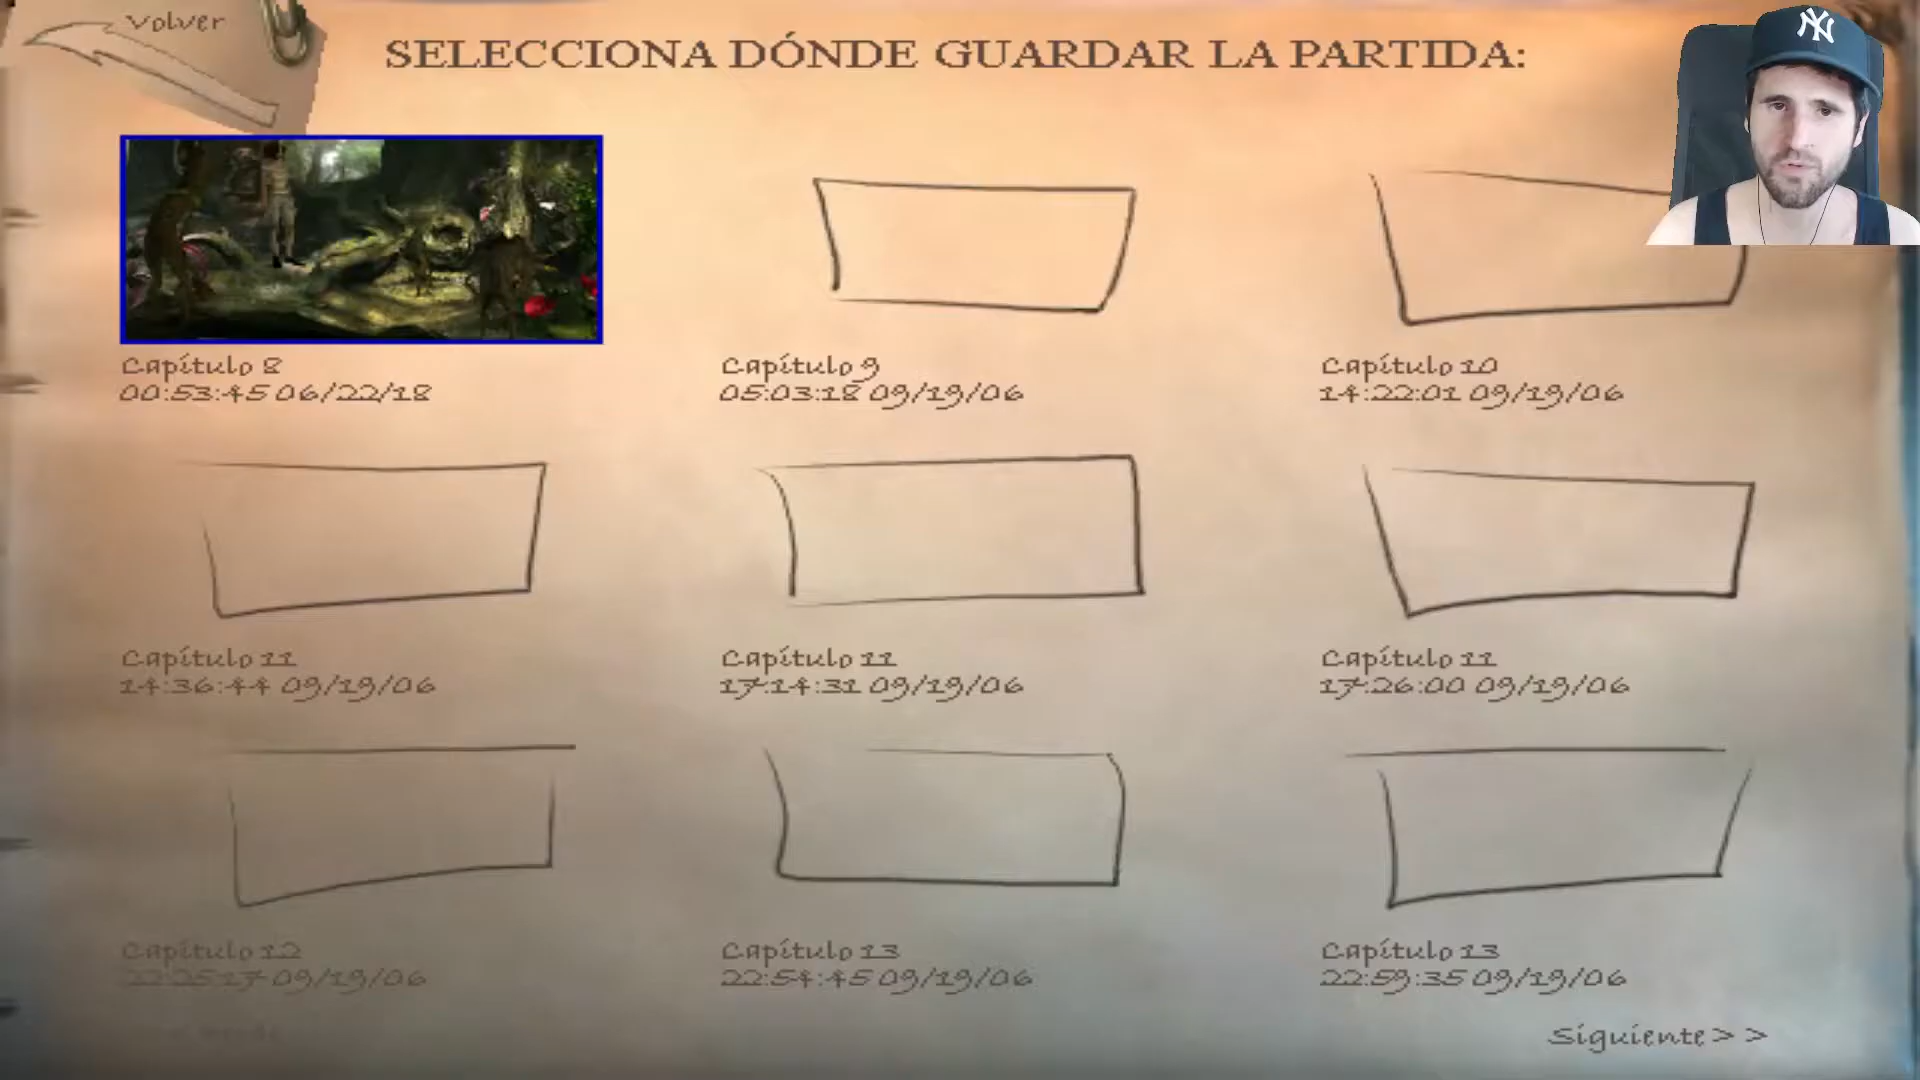 Volver
SELECCIONA DÓNDE GUARDAR LA PARTIDA:
NY
Capítulo 8
00:53:45 06/22/18
Capítulo 9
05:03:18 09/19/06
Capítulo 10
14:22:01 09/19/06
Capítulo 11
14:36:44 09/19/06
Capítulo 11
17:14:31 09/19/06
Capítulo 11
17:26:00 09/19/06
Capítulo 12
22:25:17 09/19/06
Capítulo 13
22:54:45 09/19/06
Capítulo 13
22:59:35 09/19/06
Siguiente>>